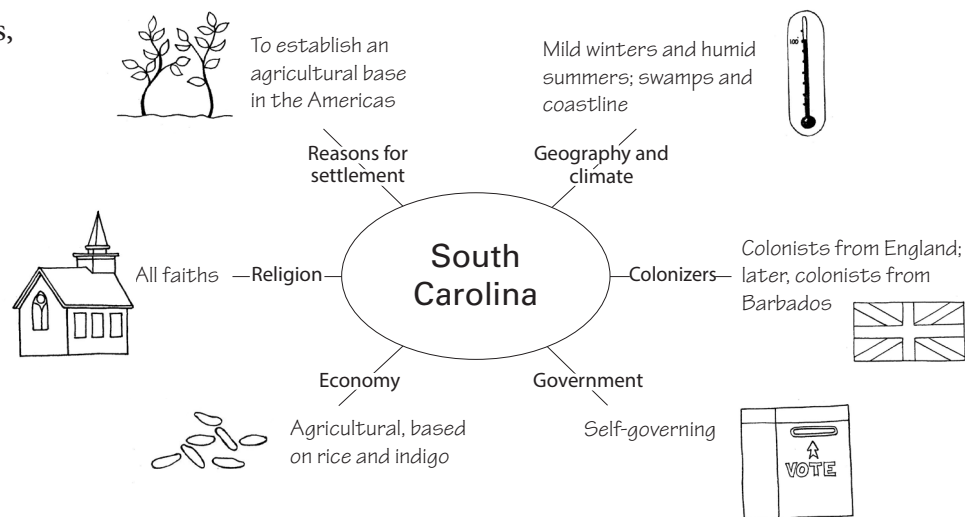 s,
To establish an
agricultural base
in the Americas
Reasons for
settlement
Mild winters and humid
summers; swamps and
coastline
Geography and
climate
100°
South
Carolina
All faiths
Religion
Colonizers
Colonists from England;
later, colonists from
Barbados
Economy
Agricultural, based
on rice and indigo
Government
Self-governing
VOTE